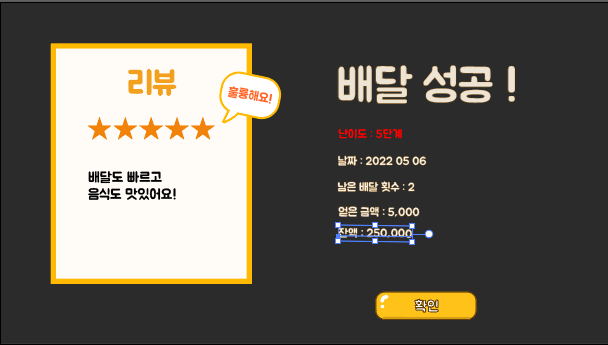 리뷰
훌륭해요!
배달도 빠르고
음식도 맛있어요!
배달 성공 !
난이도 : 5단계
날짜 : 2022 05 06
남은 배달 횟수 : 2
얻은 금액 : 5,000
잔액 : 250,000
확인